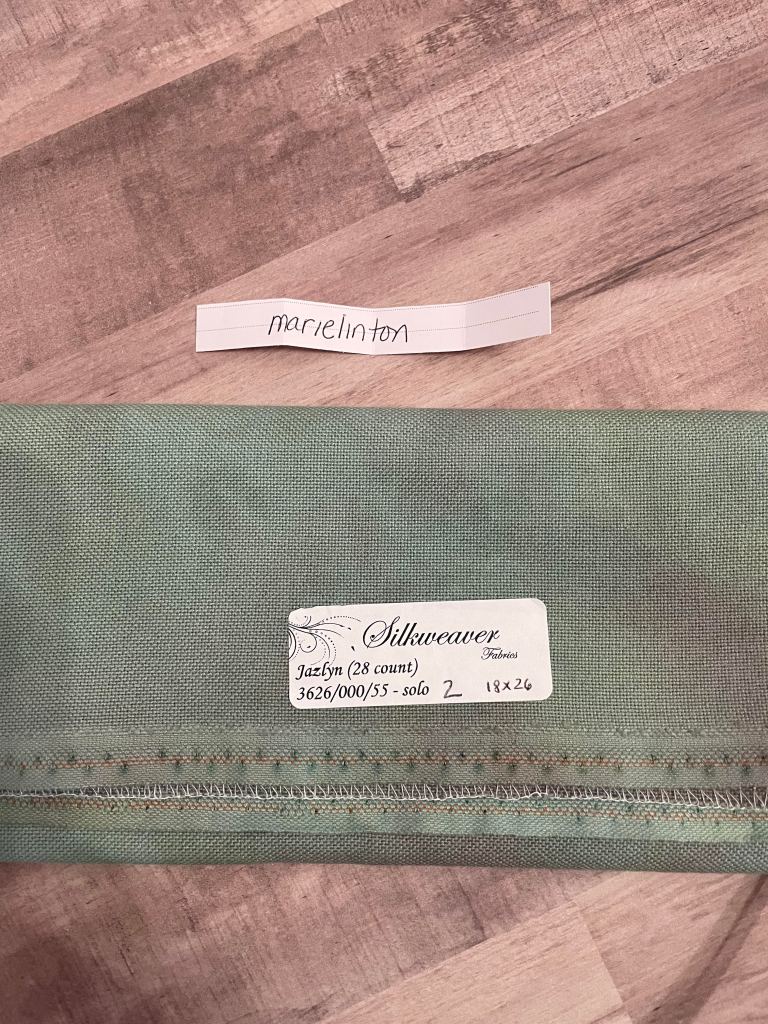 marielinton
Silkweaver
Fabrics
Jazlyn (28 count)
3626/000/55 - solo 2 18x26